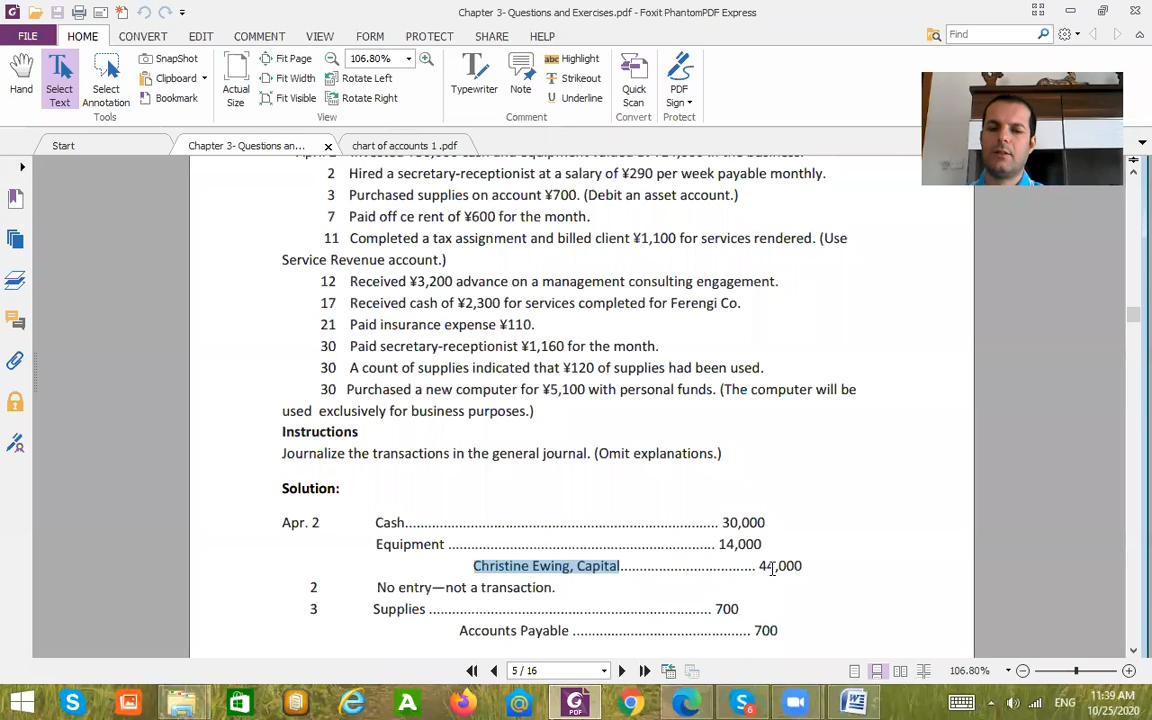 Chapter 3- Questions and Exercises.pdf - Foxit PhantomPDF Express
FILE HOME CONVERT EDIT COMMENT VIEW FORM PROTECT SHARE HELP
Find
Hand
Select
Text
Select
Annotation
SnapShot
Clipboard
Bookmark
Tools
Actual
Size
Fit Page
Fit Width
Fit Visible
106.80%
Rotate Left
Rotate Right
View
Typewriter
Note
Highlight
Strikeout
Underline
Comment
Quick
Scan
Convert
PDF
Sign
Protect
Start
Chapter 3- Questions an...
chart of accounts 1 .pdf
2 Hired a secretary-receptionist at a salary of ¥290 per week payable monthly.
3 Purchased supplies on account ¥700. (Debit an asset account.)
7 Paid off ce rent of ¥600 for the month.
11 Completed a tax assignment and billed client ¥1,100 for services rendered. (Use
Service Revenue account.)
12 Received ¥3,200 advance on a management consulting engagement.
17 Received cash of ¥2,300 for services completed for Ferengi Co.
21 Paid insurance expense ¥110.
30 Paid secretary-receptionist ¥1,160 for the month.
30 A count of supplies indicated that ¥120 of supplies had been used.
30 Purchased a new computer for ¥5,100 with personal funds. (The computer will be
used exclusively for business purposes.)
Instructions
Journalize the transactions in the general journal. (Omit explanations.)
Solution:
Apr. 2 Cash.................................................................. 30,000
Equipment ......................................................... 14,000
Christine Ewing, Capital................................... 44,000
2 No entry—not a transaction.
3 Supplies ............................................................ 700
Accounts Payable ...................................... 700
5 / 16
106.80%
ENG
11:39 AM
10/25/2020